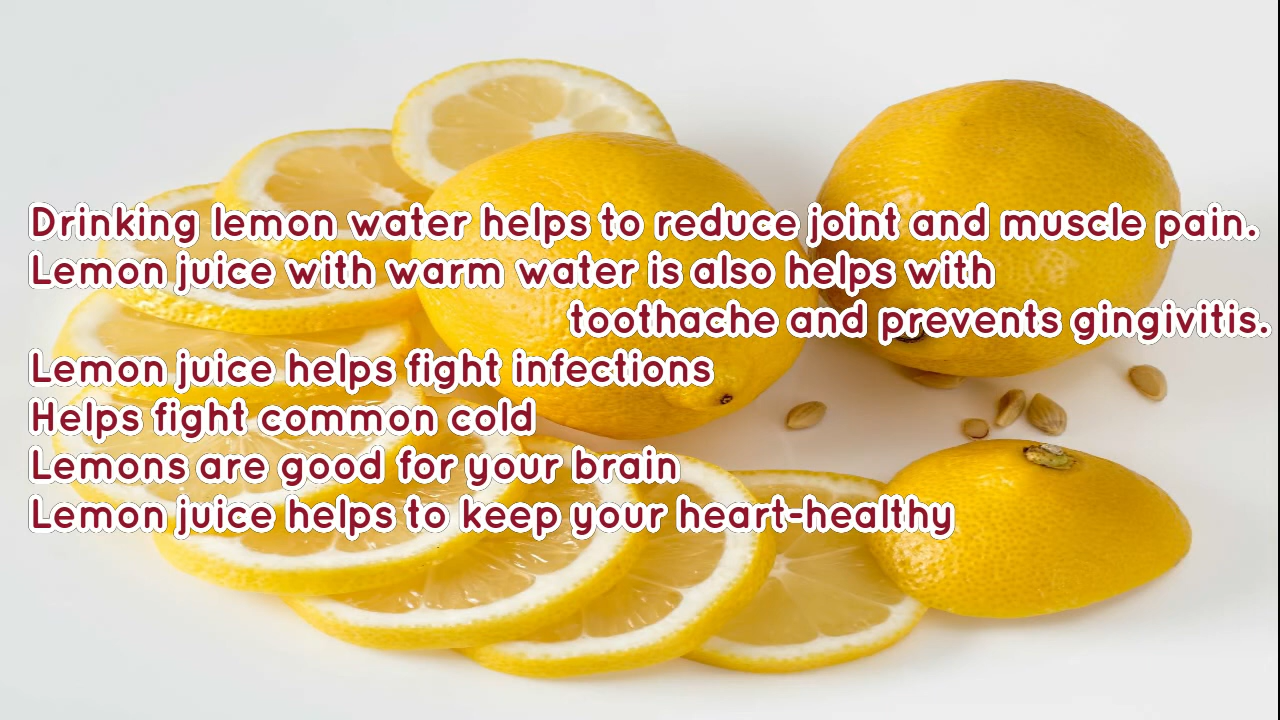 Drinking lemon water helps to reduce joint and muscle pain.
Lemon juice with warm water is also helps with
toothache and prevents gingivitis.
Lemon juice helps fight infections
Helps fight common cold
Lemons are good for your brain
Lemon juice helps to keep your heart-healthy